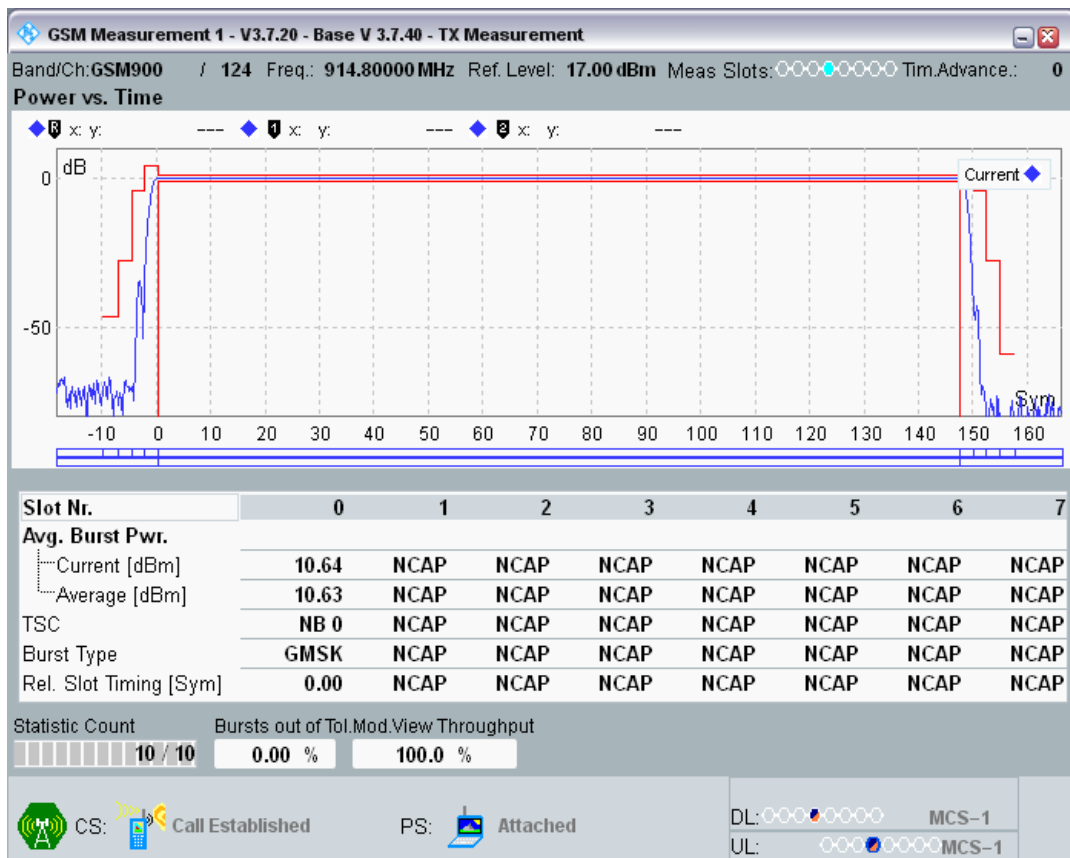 GSM Measurement 1 - V3.7.20 - Base V 3.7.40 - TX Measurement
Band/Ch:GSM900 / 124 Freq.: 914.80000 MHz Ref. Level: 17.00 dBm Meas Slots: Tim.Advance.: 0
Power vs. Time
R x: y: --- 1 x: y: --- 2 x: y: ---
dB
Current
0
-50
Sym
-10 0 10 20 30 40 50 60 70 80 90 100 110 120 130 140 150 160
Slot Nr. 0 1 2 3 4 5 6 7
Avg. Burst Pwr.
Current [dBm] 10.64 NCAP NCAP NCAP NCAP NCAP NCAP NCAP
Average [dBm] 10.63 NCAP NCAP NCAP NCAP NCAP NCAP NCAP
TSC NB 0 NCAP NCAP NCAP NCAP NCAP NCAP NCAP
Burst Type GMSK NCAP NCAP NCAP NCAP NCAP NCAP NCAP
Rel. Slot Timing [Sym] 0.00 NCAP NCAP NCAP NCAP NCAP NCAP NCAP
Statistic Count Bursts out of Tol.Mod.View Throughput
10 / 10 0.00 % 100.0 %
CS: Call Established PS: Attached DL: MCS-1
UL: MCS-1